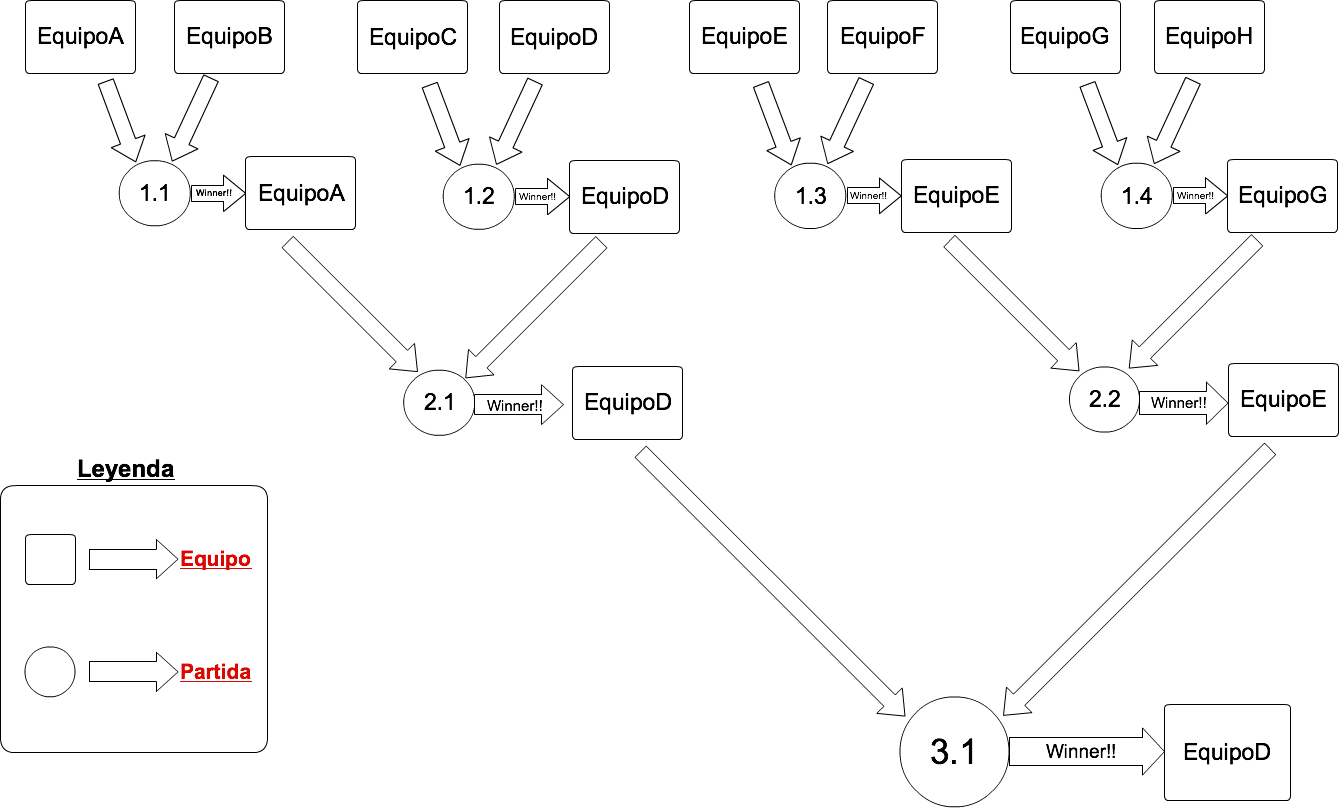 EquipoA
EquipoB
EquipoC
EquipoD
EquipoE
EquipoF
EquipoG
EquipoH
1.1
Winner!!
EquipoA
1.2
Winner!!
EquipoD
1.3
Winner!!
EquipoE
1.4
Winner!!
EquipoG
2.1
Winner!!
EquipoD
2.2
Winner!!
EquipoE
Leyenda
Equipo
Partida
3.1
Winner!!
EquipoD